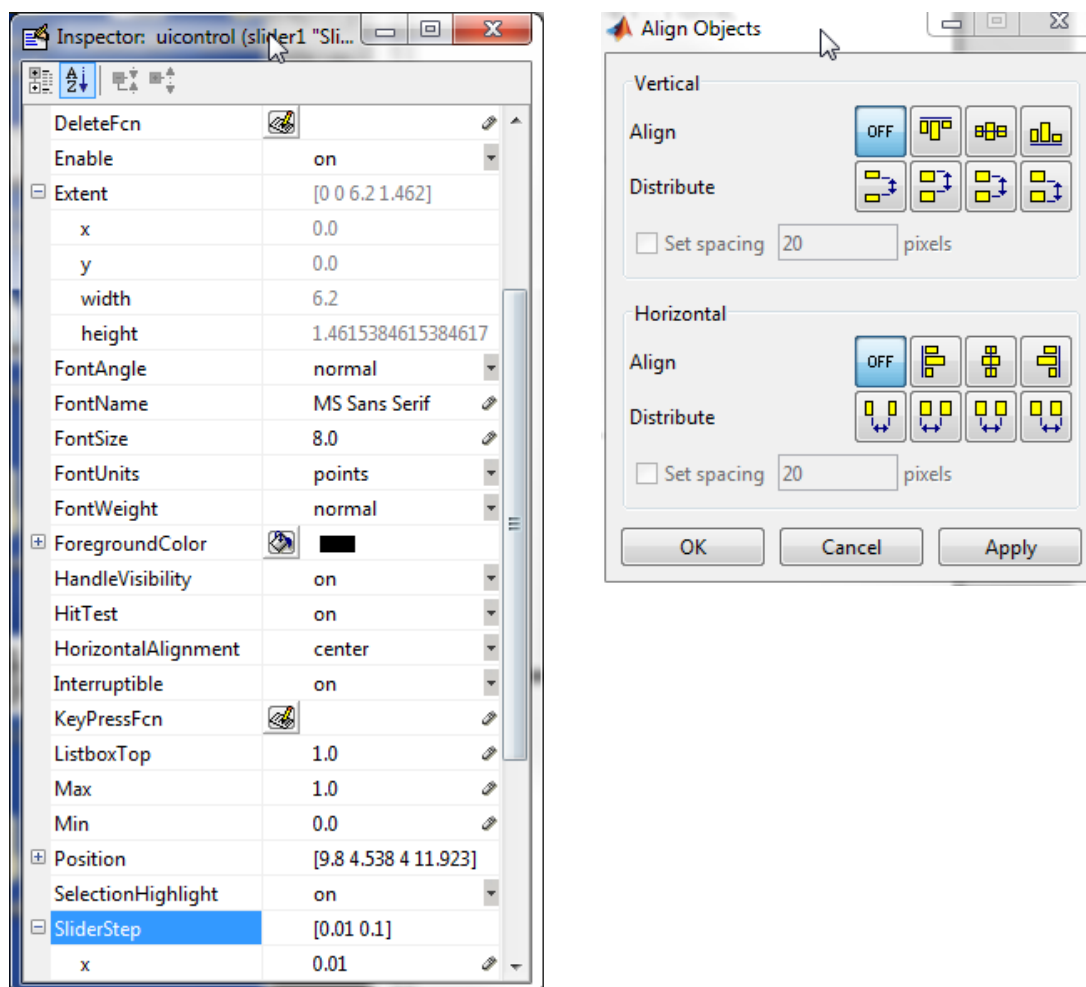 Inspector: uicontrol (slider1 "Sli...
DeleteFcn
Enable on
Extent [0 0 6.2 1.462]
x 0.0
y 0.0
width 6.2
height 1.4615384615384617
FontAngle normal
FontName MS Sans Serif
FontSize 8.0
FontUnits points
FontWeight normal
ForegroundColor
HandleVisibility on
HitTest on
HorizontalAlignment center
Interruptible on
KeyPressFcn
ListboxTop 1.0
Max 1.0
Min 0.0
Position [9.8 4.538 4 11.923]
SelectionHighlight on
SliderStep [0.01 0.1]
x 0.01
Align Objects
Vertical
Align OFF
Distribute
Set spacing 20 pixels
Horizontal
Align OFF
Distribute
Set spacing 20 pixels
OK Cancel Apply